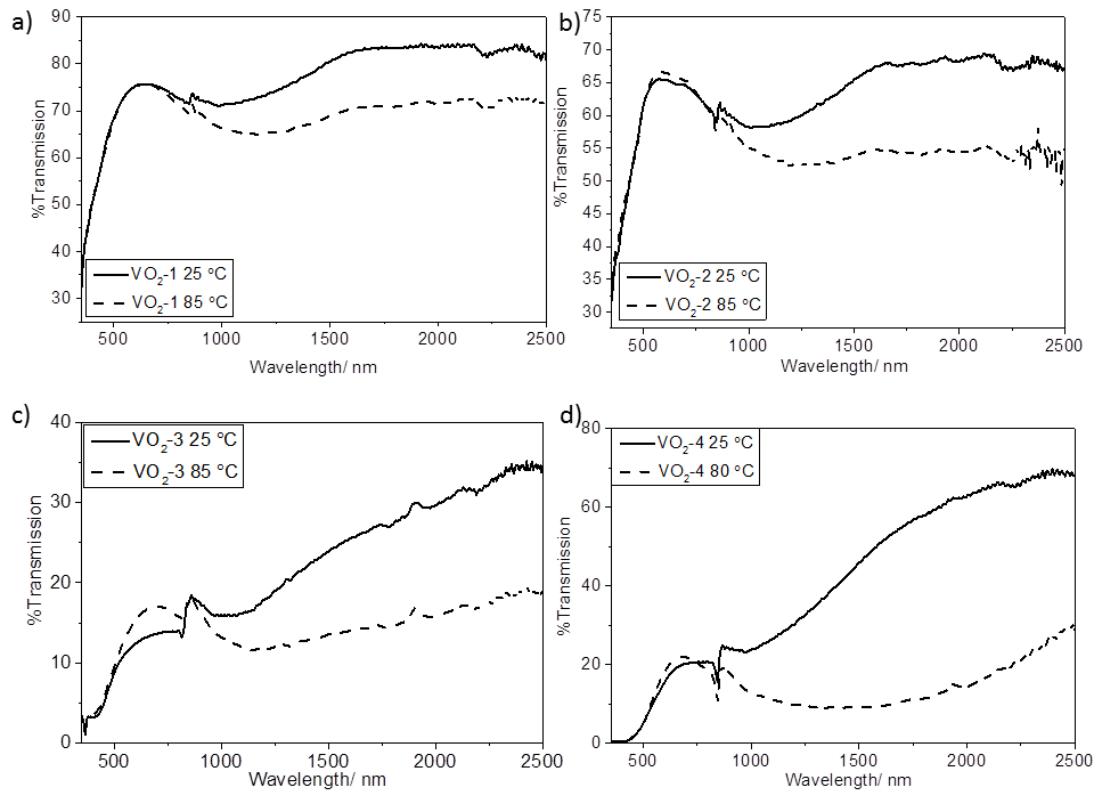 a)
90
80
70
60
50
40
30
%Transmission
VO2-1 25 °C
VO2-1 85 °C
500 1000 1500 2000 2500
Wavelength/ nm
b)
75
70
65
60
55
50
45
40
35
30
%Transmission
VO2-2 25 °C
VO2-2 85 °C
500 1000 1500 2000 2500
Wavelength/ nm
c)
40
30
20
10
0
%Transmission
VO2-3 25 °C
VO2-3 85 °C
500 1000 1500 2000 2500
Wavelength/ nm
d)
80
60
40
20
0
%Transmission
VO2-4 25 °C
VO2-4 80 °C
500 1000 1500 2000 2500
Wavelength/ nm